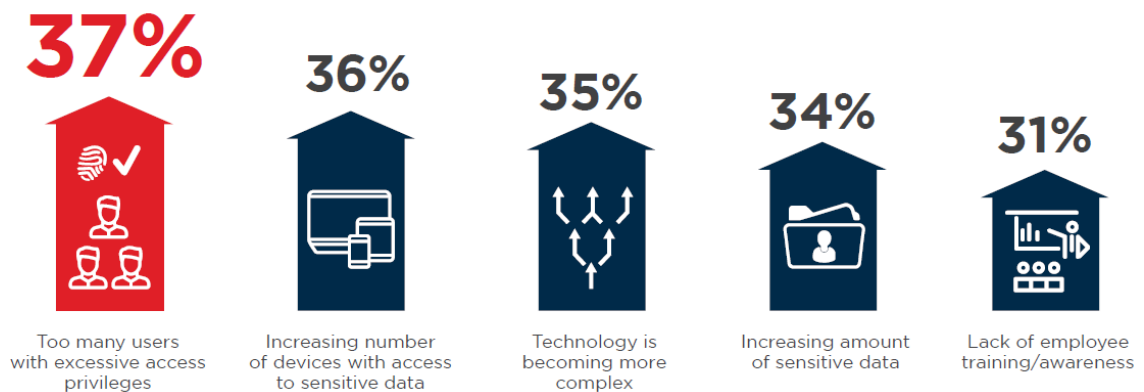 37%
36%
35%
34%
31%
Too many users
with excessive access
privileges
Increasing number
of devices with access
to sensitive data
Technology is
becoming more
complex
Increasing amount
of sensitive data
Lack of employee
training/awareness